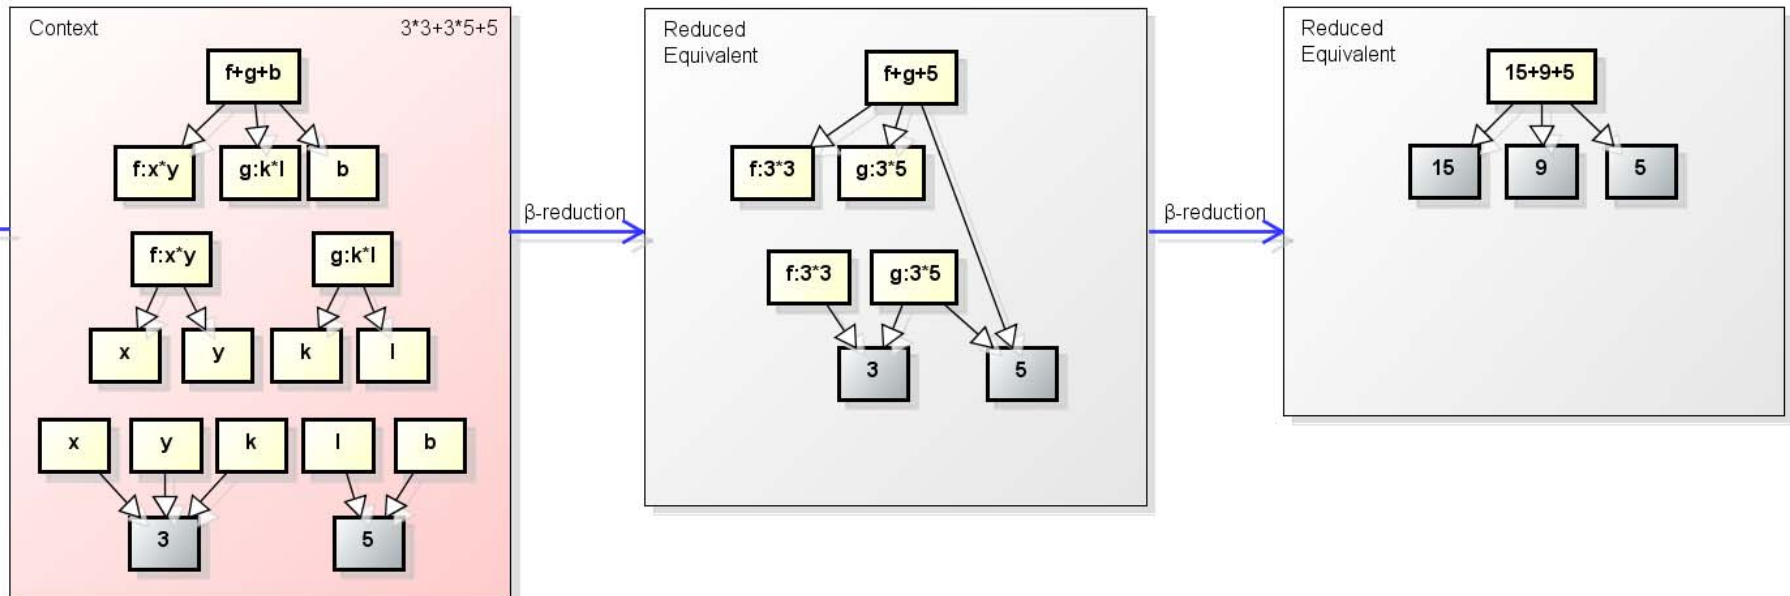 Context
3*3+3*5+5
f+g+b
f:x*y
g:k*l
b
f:x*y
g:k*l
x
y
k
l
x
y
k
l
b
3
5
β-reduction
Reduced
Equivalent
f+g+5
f:3*3
g:3*5
f:3*3
g:3*5
3
5
β-reduction
Reduced
Equivalent
15+9+5
15
9
5